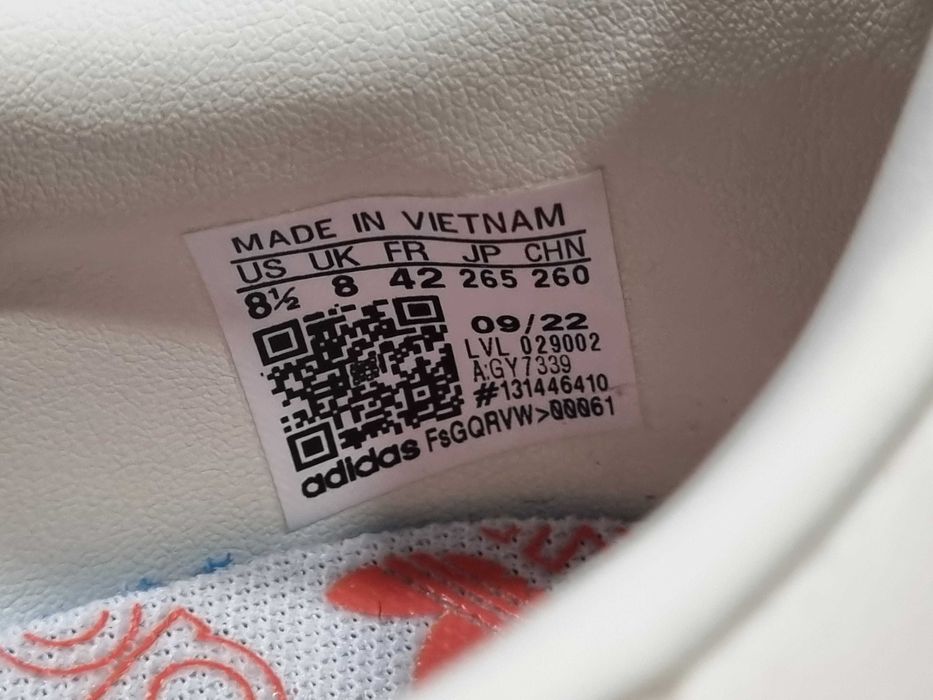 MADE IN VIETNAM
US UK FR JP CHN
8½ 8 42 265 260
09/22
LVL 029002
A:GY7339
#131446410
adidas FsGQRVW>00061